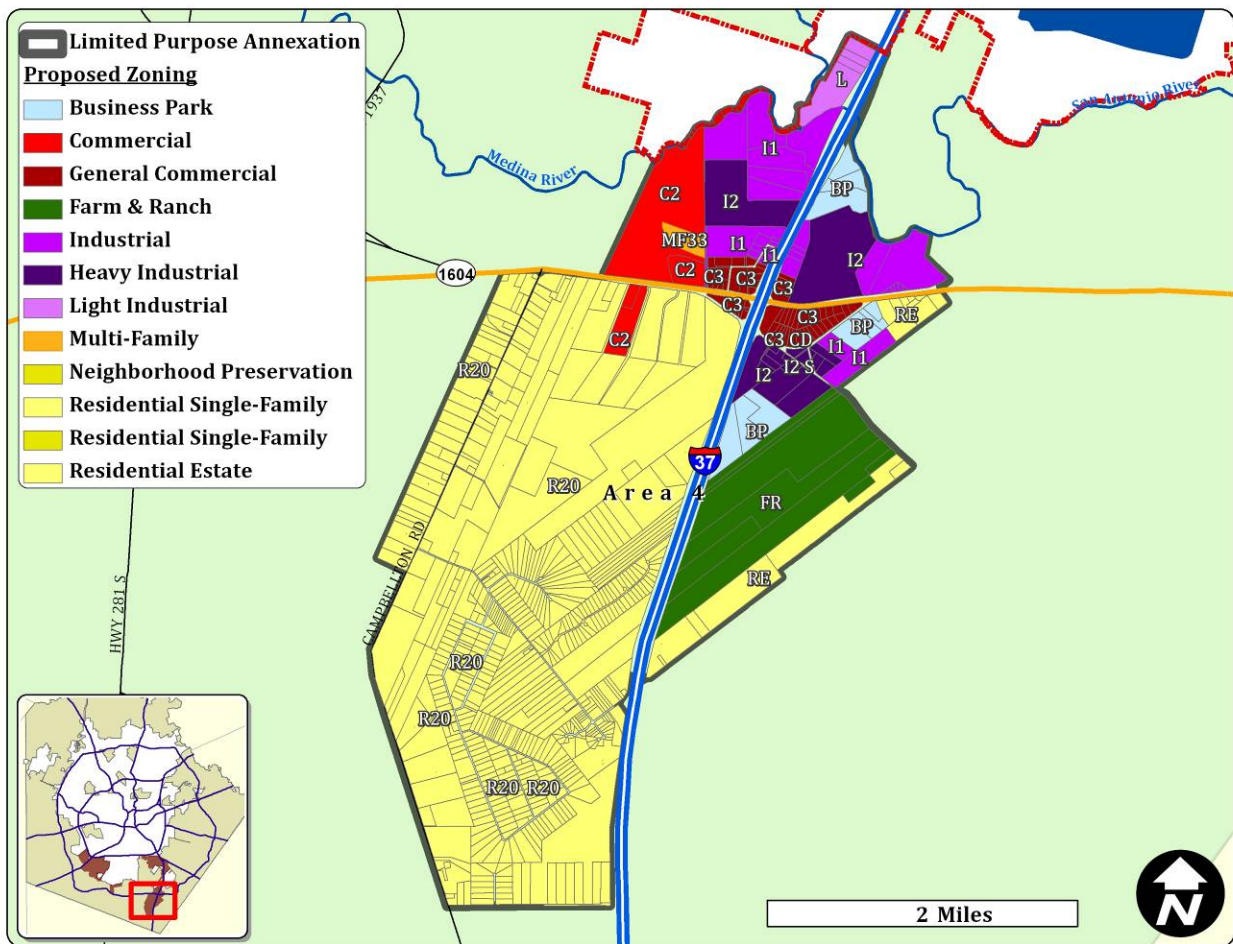 Limited Purpose Annexation
Proposed Zoning
Business Park
Commercial
General Commercial
Farm & Ranch
Industrial
Heavy Industrial
Light Industrial
Multi-Family
Neighborhood Preservation
Residential Single-Family
Residential Single-Family
Residential Estate
1937
Medina River
San Antonio River
L
I1
BP
C2
I2
MF33
I1
I1
I2
C2
C3
C3
C3
1604
C3
C3
RE
BP
C2
C3 CD
I1
I1
R20
I2
I2 S
BP
37
R20
Area 4
FR
CAMPBELLTON RD
RE
HWY 281 S
R20
R20
R20
R20
2 Miles
N